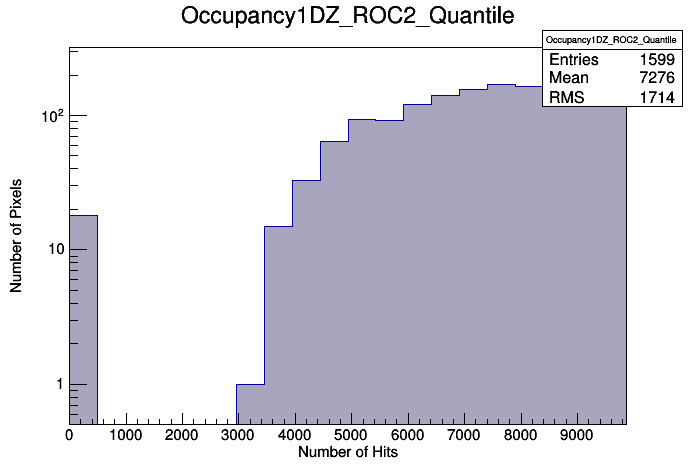 Occupancy1DZ_ROC2_Quantile
Occupancy1DZ_ROC2_Quantile
Entries 1599
Mean 7276
RMS 1714
10²
10
1
Number of Pixels
0 1000 2000 3000 4000 5000 6000 7000 8000 9000
Number of Hits